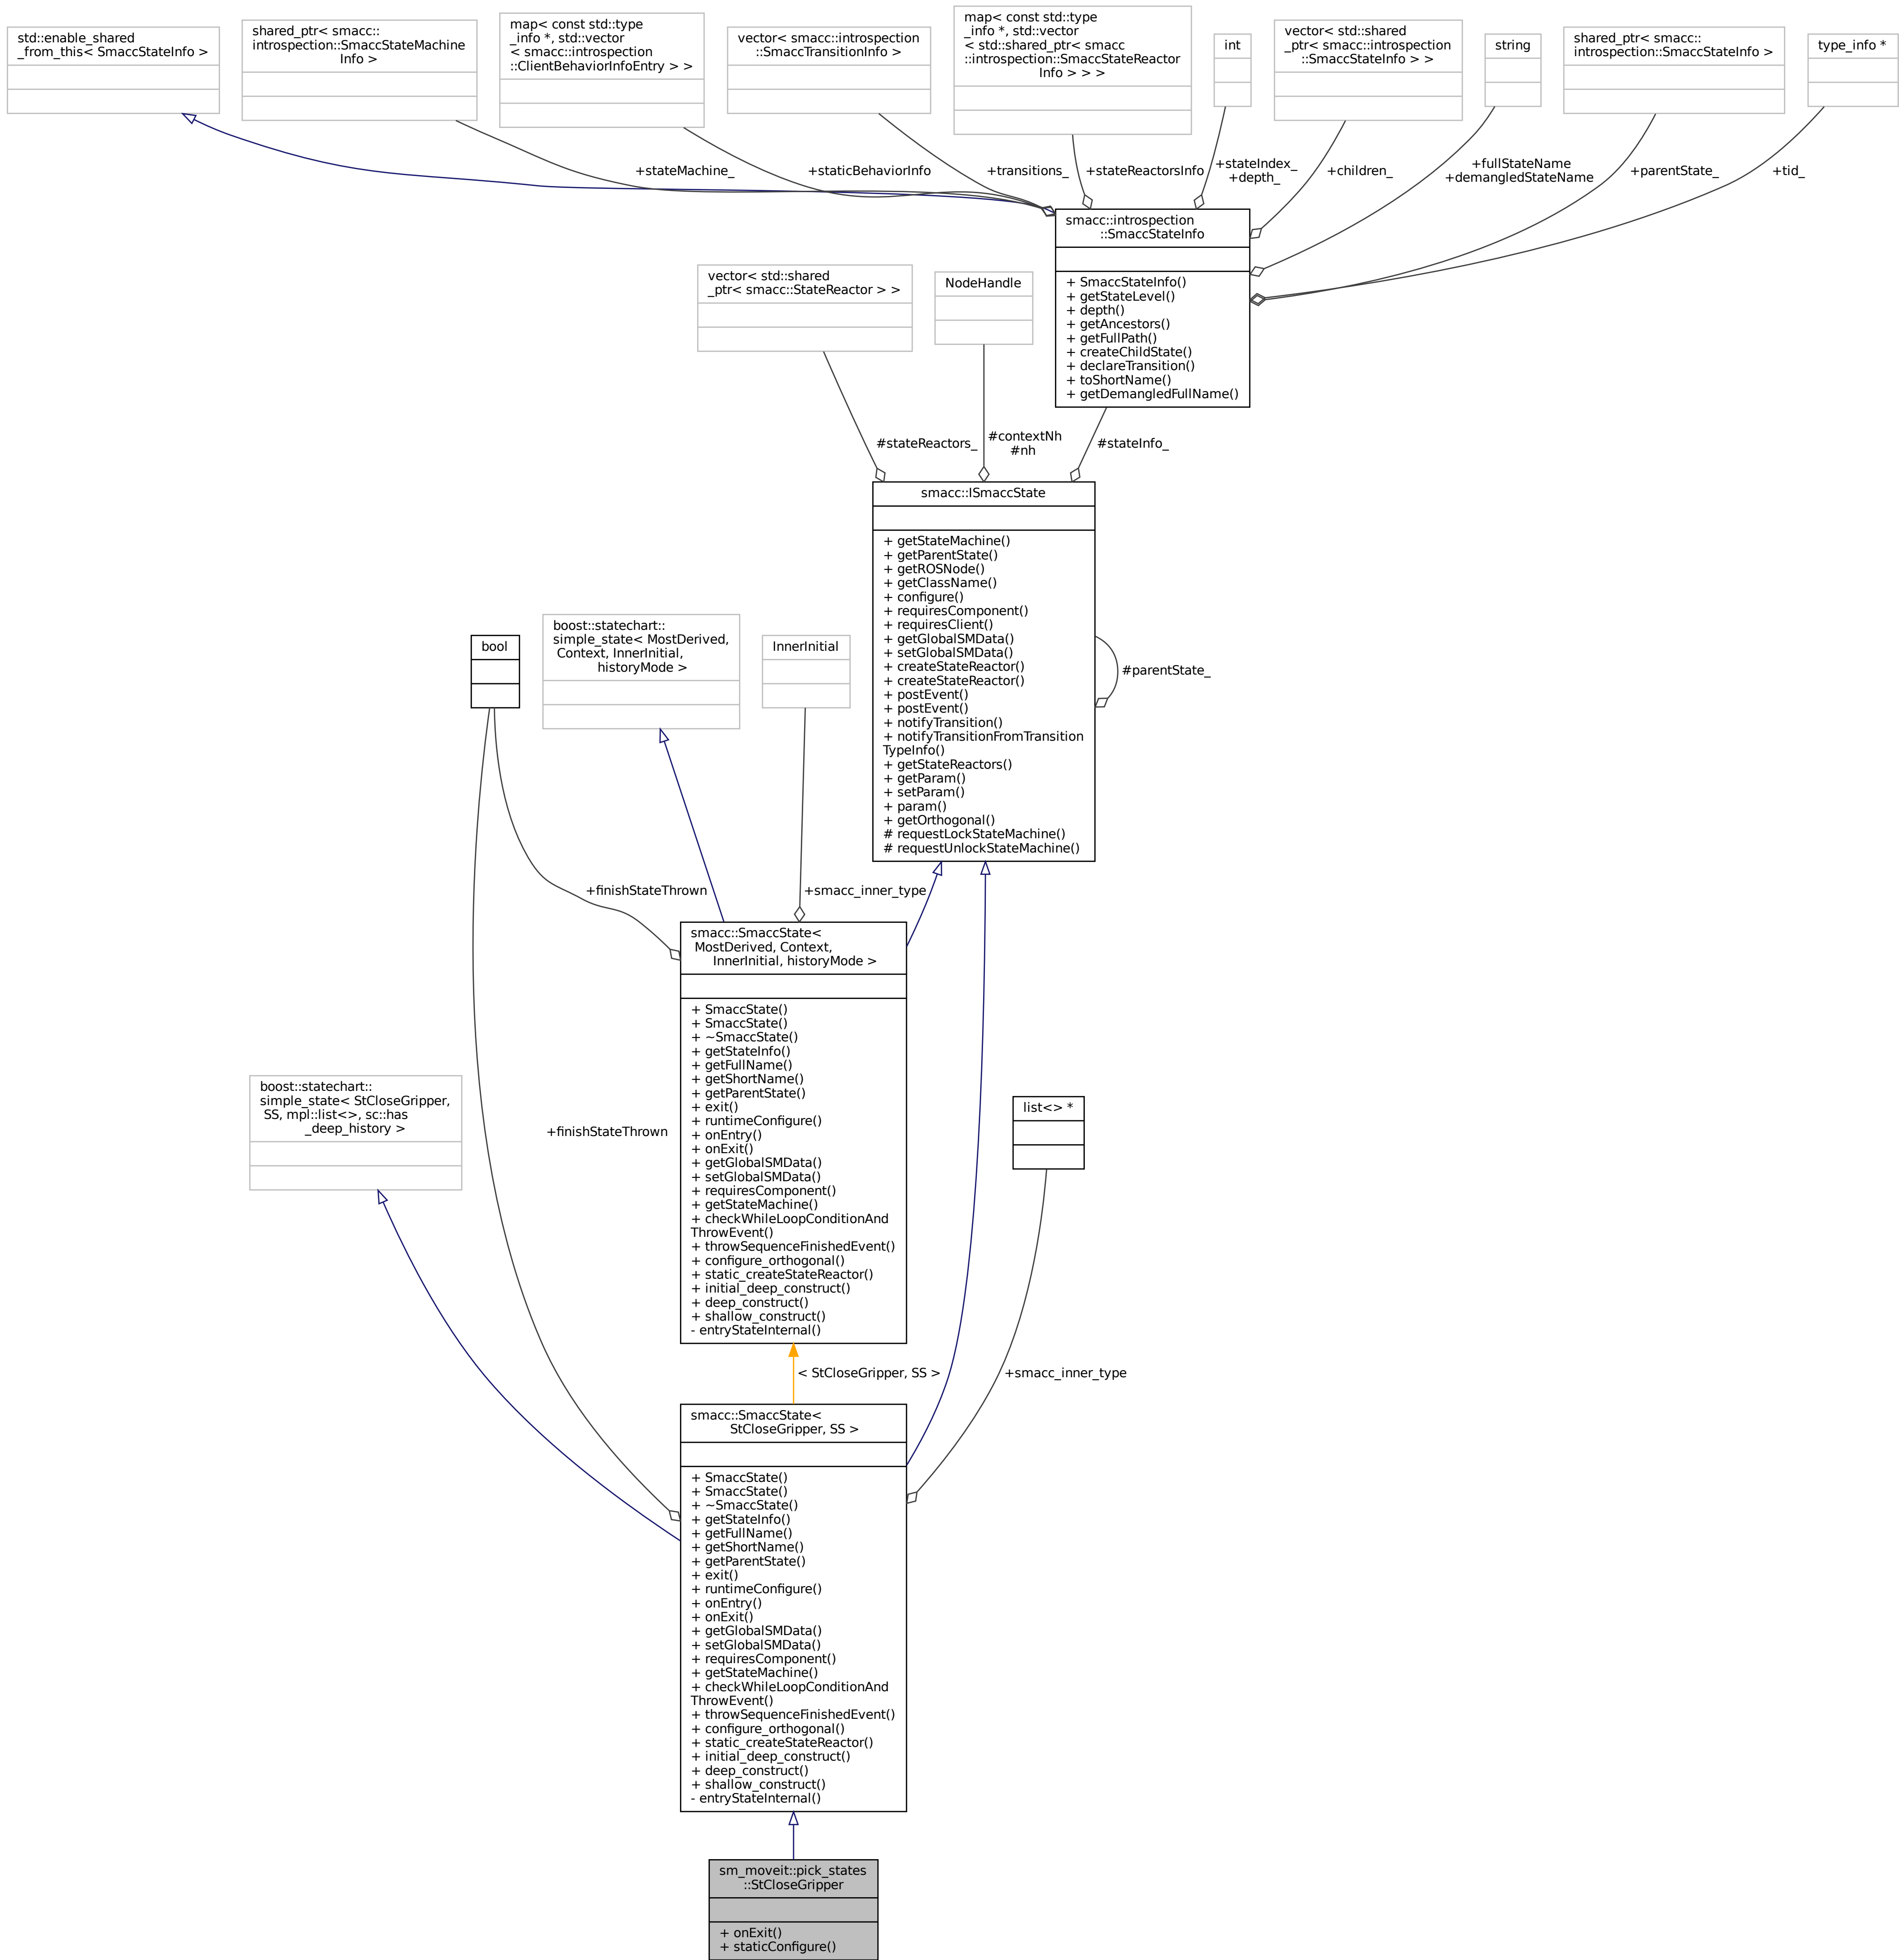 std::enable_shared
_from_this< SmaccStateInfo >
shared_ptr< smacc::
introspection::SmaccStateMachine
Info >
map< const std::type
_info *, std::vector
< smacc::introspection
::ClientBehaviorInfoEntry > >
vector< smacc::introspection
::SmaccTransitionInfo >
map< const std::type
_info *, std::vector
< std::shared_ptr< smacc
::introspection::SmaccStateReactor
Info > > >
int
vector< std::shared
_ptr< smacc::introspection
::SmaccStateInfo > >
string
shared_ptr< smacc::
introspection::SmaccStateInfo >
type_info *
+stateMachine_
+staticBehaviorInfo
+transitions_
+stateReactorsInfo
+stateIndex_
+depth_
+children_
+fullStateName
+demangledStateName
+parentState_
+tid_
smacc::introspection
::SmaccStateInfo
+ SmaccStateInfo()
+ getStateLevel()
+ depth()
+ getAncestors()
+ getFullPath()
+ createChildState()
+ declareTransition()
+ toShortName()
+ getDemangledFullName()
vector< std::shared
_ptr< smacc::StateReactor > >
NodeHandle
#stateReactors_
#contextNh
#nh
#stateInfo_
smacc::ISmaccState
+ getStateMachine()
+ getParentState()
+ getROSNode()
+ getClassName()
+ configure()
+ requiresComponent()
+ requiresClient()
+ getGlobalSMData()
+ setGlobalSMData()
+ createStateReactor()
+ createStateReactor()
+ postEvent()
+ postEvent()
+ notifyTransition()
+ notifyTransitionFromTransition
TypeInfo()
+ getStateReactors()
+ getParam()
+ setParam()
+ param()
+ getOrthogonal()
# requestLockStateMachine()
# requestUnlockStateMachine()
#parentState_
bool
boost::statechart::
simple_state< MostDerived,
Context, InnerInitial,
historyMode >
InnerInitial
+finishStateThrown
+smacc_inner_type
smacc::SmaccState<
MostDerived, Context,
InnerInitial, historyMode >
+ SmaccState()
+ SmaccState()
+ ~SmaccState()
+ getStateInfo()
+ getFullName()
+ getShortName()
+ getParentState()
+ exit()
+ runtimeConfigure()
+ onEntry()
+ onExit()
+ getGlobalSMData()
+ setGlobalSMData()
+ requiresComponent()
+ getStateMachine()
+ checkWhileLoopConditionAnd
ThrowEvent()
+ throwSequenceFinishedEvent()
+ configure_orthogonal()
+ static_createStateReactor()
+ initial_deep_construct()
+ deep_construct()
+ shallow_construct()
- entryStateInternal()
boost::statechart::
simple_state< StCloseGripper,
SS, mpl::list<>, sc::has
_deep_history >
+finishStateThrown
list<> *
< StCloseGripper, SS >
+smacc_inner_type
smacc::SmaccState<
StCloseGripper, SS >
+ SmaccState()
+ SmaccState()
+ ~SmaccState()
+ getStateInfo()
+ getFullName()
+ getShortName()
+ getParentState()
+ exit()
+ runtimeConfigure()
+ onEntry()
+ onExit()
+ getGlobalSMData()
+ setGlobalSMData()
+ requiresComponent()
+ getStateMachine()
+ checkWhileLoopConditionAnd
ThrowEvent()
+ throwSequenceFinishedEvent()
+ configure_orthogonal()
+ static_createStateReactor()
+ initial_deep_construct()
+ deep_construct()
+ shallow_construct()
- entryStateInternal()
sm_moveit::pick_states
::StCloseGripper
+ onExit()
+ staticConfigure()